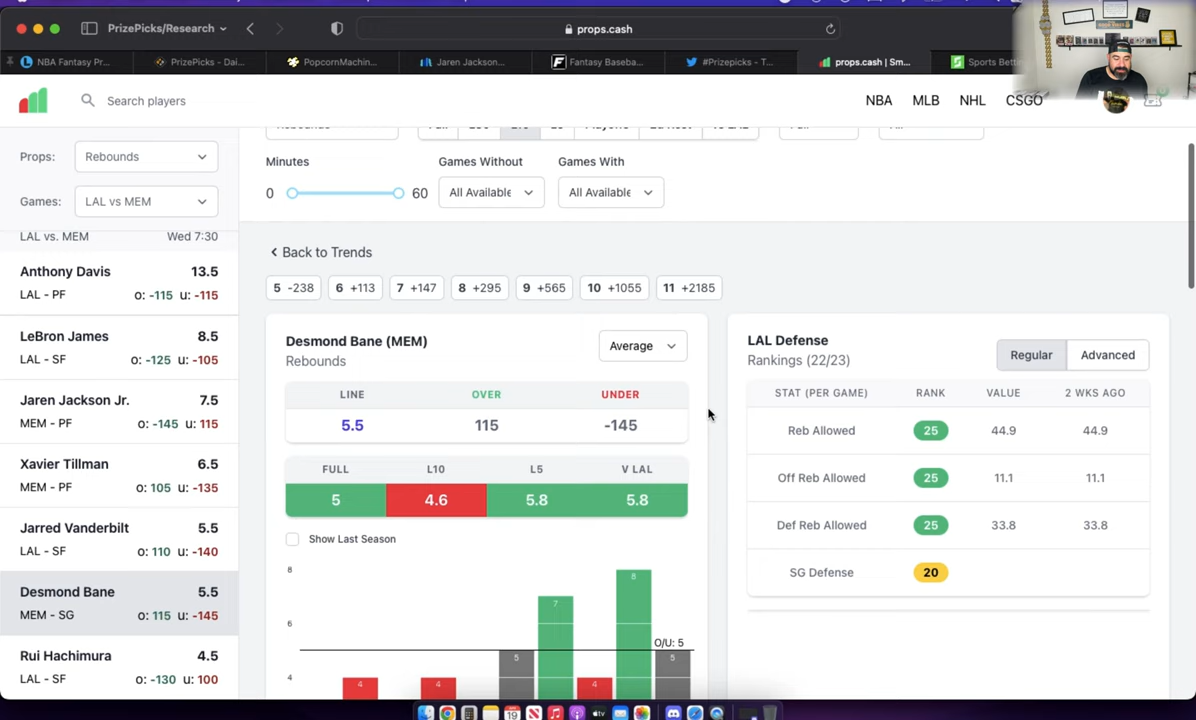 PrizePicks/Research
props.cash
NBA Fantasy Pr...
PrizePicks - Dai...
PopcornMachin...
Jaren Jackson...
Fantasy Baseba...
#Prizepicks - T...
props.cash | Sm...
Sports Bettin
Search players
NBA MLB NHL CSGO
Props: Rebounds
Games: LAL vs MEM
LAL vs. MEM Wed 7:30
Anthony Davis 13.5
LAL - PF o: -115 u: -115
LeBron James 8.5
LAL - SF o: -125 u: -105
Jaren Jackson Jr. 7.5
MEM - PF o: -145 u: 115
Xavier Tillman 6.5
MEM - PF o: 105 u: -135
Jarred Vanderbilt 5.5
LAL - SF o: 110 u: -140
Desmond Bane 5.5
MEM - SG o: 115 u: -145
Rui Hachimura 4.5
LAL - SF o: -130 u: 100
Minutes
0 60
Games Without
All Available
Games With
All Available
Back to Trends
5 -238 6 +113 7 +147 8 +295 9 +565 10 +1055 11 +2185
Desmond Bane (MEM)
Rebounds
Average
LINE OVER UNDER
5.5 115 -145
FULL L10 L5 V LAL
5 4.6 5.8 5.8
Show Last Season
8
6
4
4
4
5
7
4
8
O/U: 5
5
LAL Defense
Rankings (22/23)
Regular Advanced
STAT (PER GAME) RANK VALUE 2 WKS AGO
Reb Allowed 25 44.9 44.9
Off Reb Allowed 25 11.1 11.1
Def Reb Allowed 25 33.8 33.8
SG Defense 20